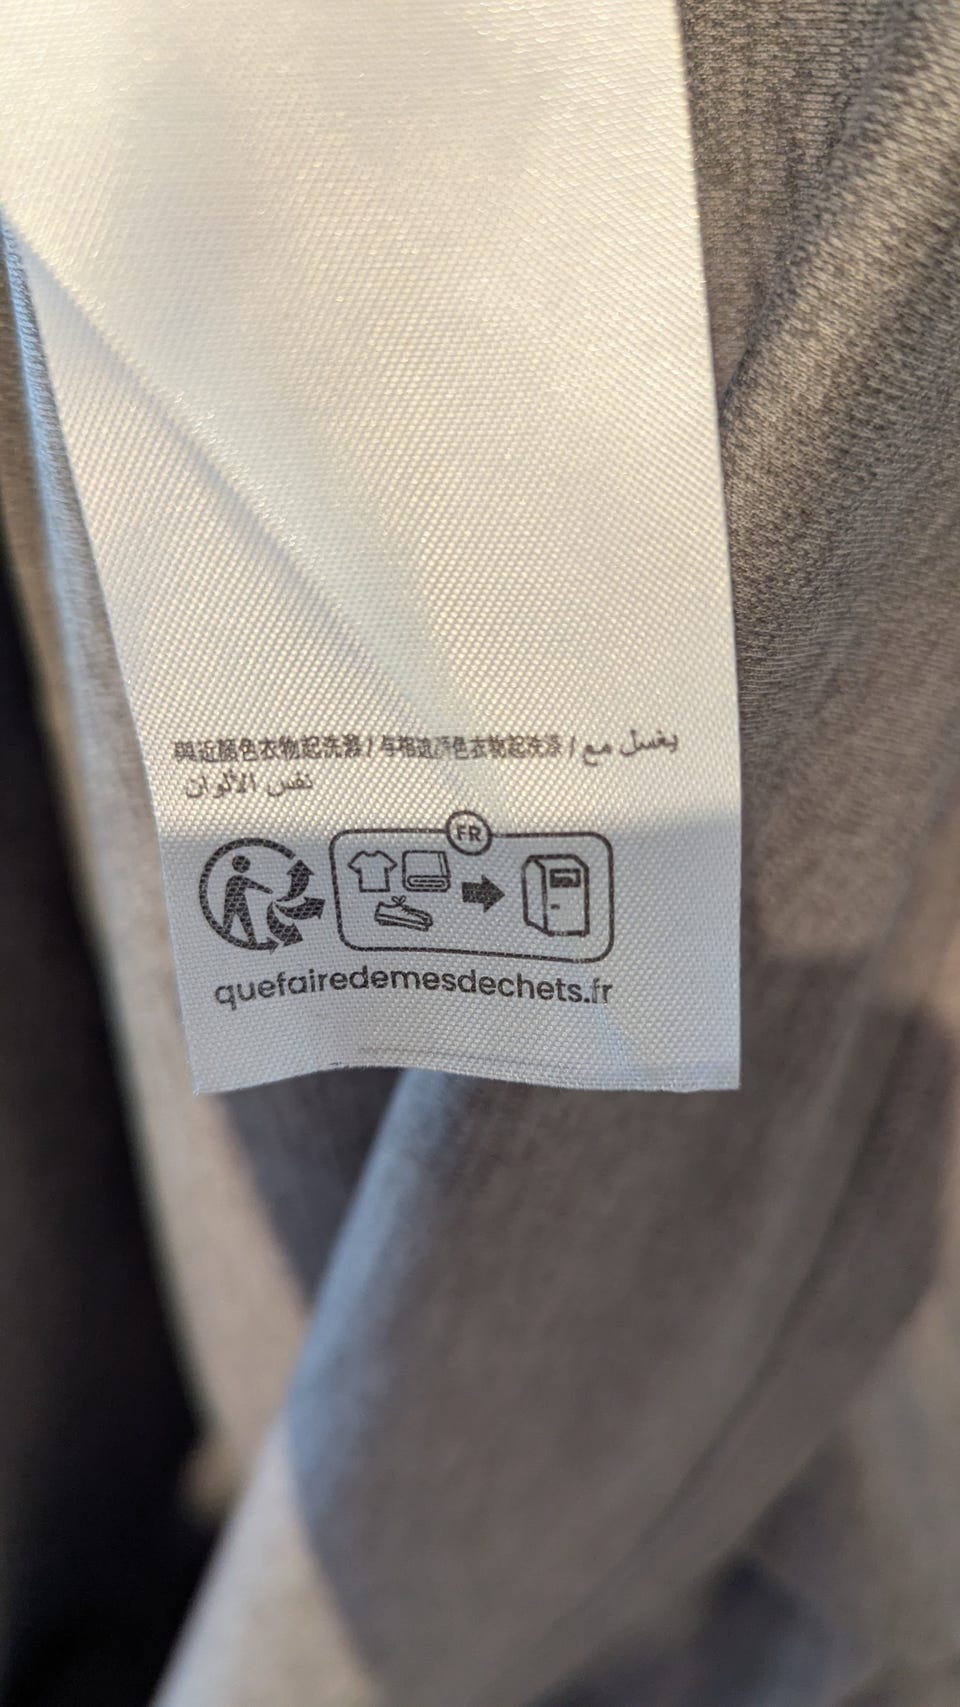 與近顏色衣物起洗滌 / 与相近颜色衣物起洗涤 / يغسل مع
نفس الألوان
FR
quefairedemesdechets.fr